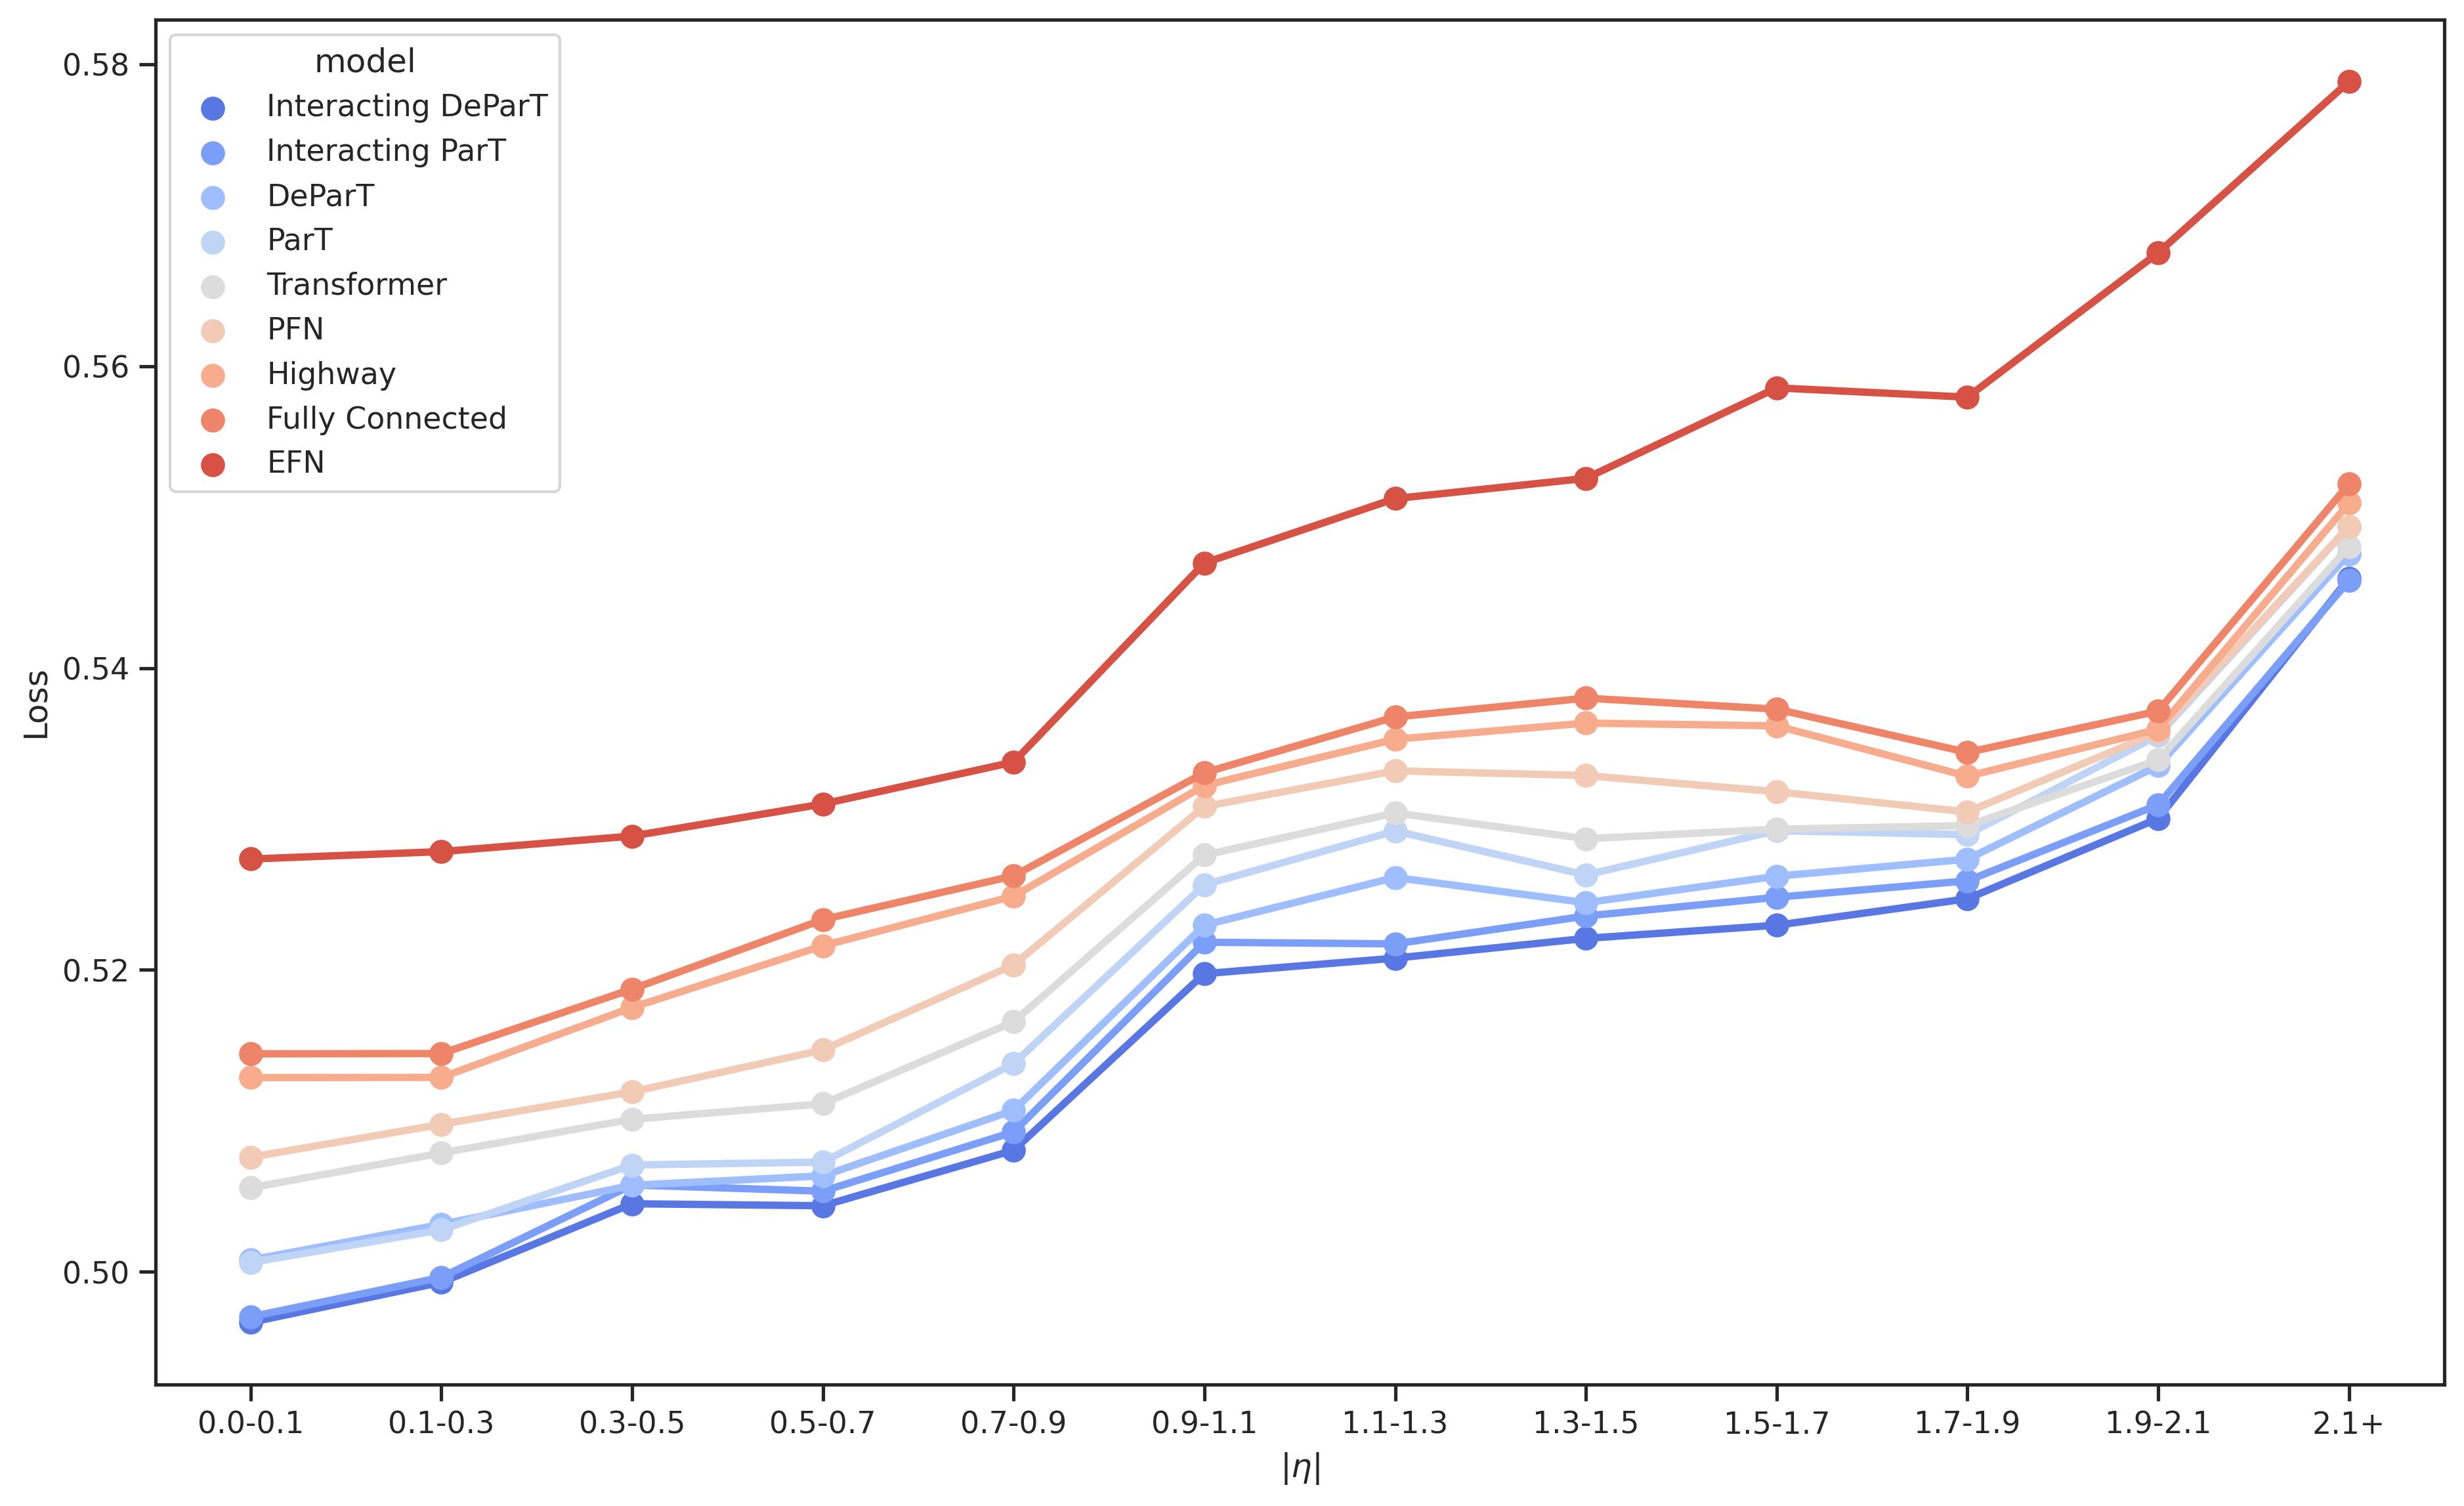 model
Interacting DeParT
Interacting ParT
DeParT
ParT
Transformer
PFN
Highway
Fully Connected
EFN
0.58
0.56
0.54
0.52
0.50
Loss
0.0-0.1 0.1-0.3 0.3-0.5 0.5-0.7 0.7-0.9 0.9-1.1 1.1-1.3 1.3-1.5 1.5-1.7 1.7-1.9 1.9-2.1 2.1+
|η|